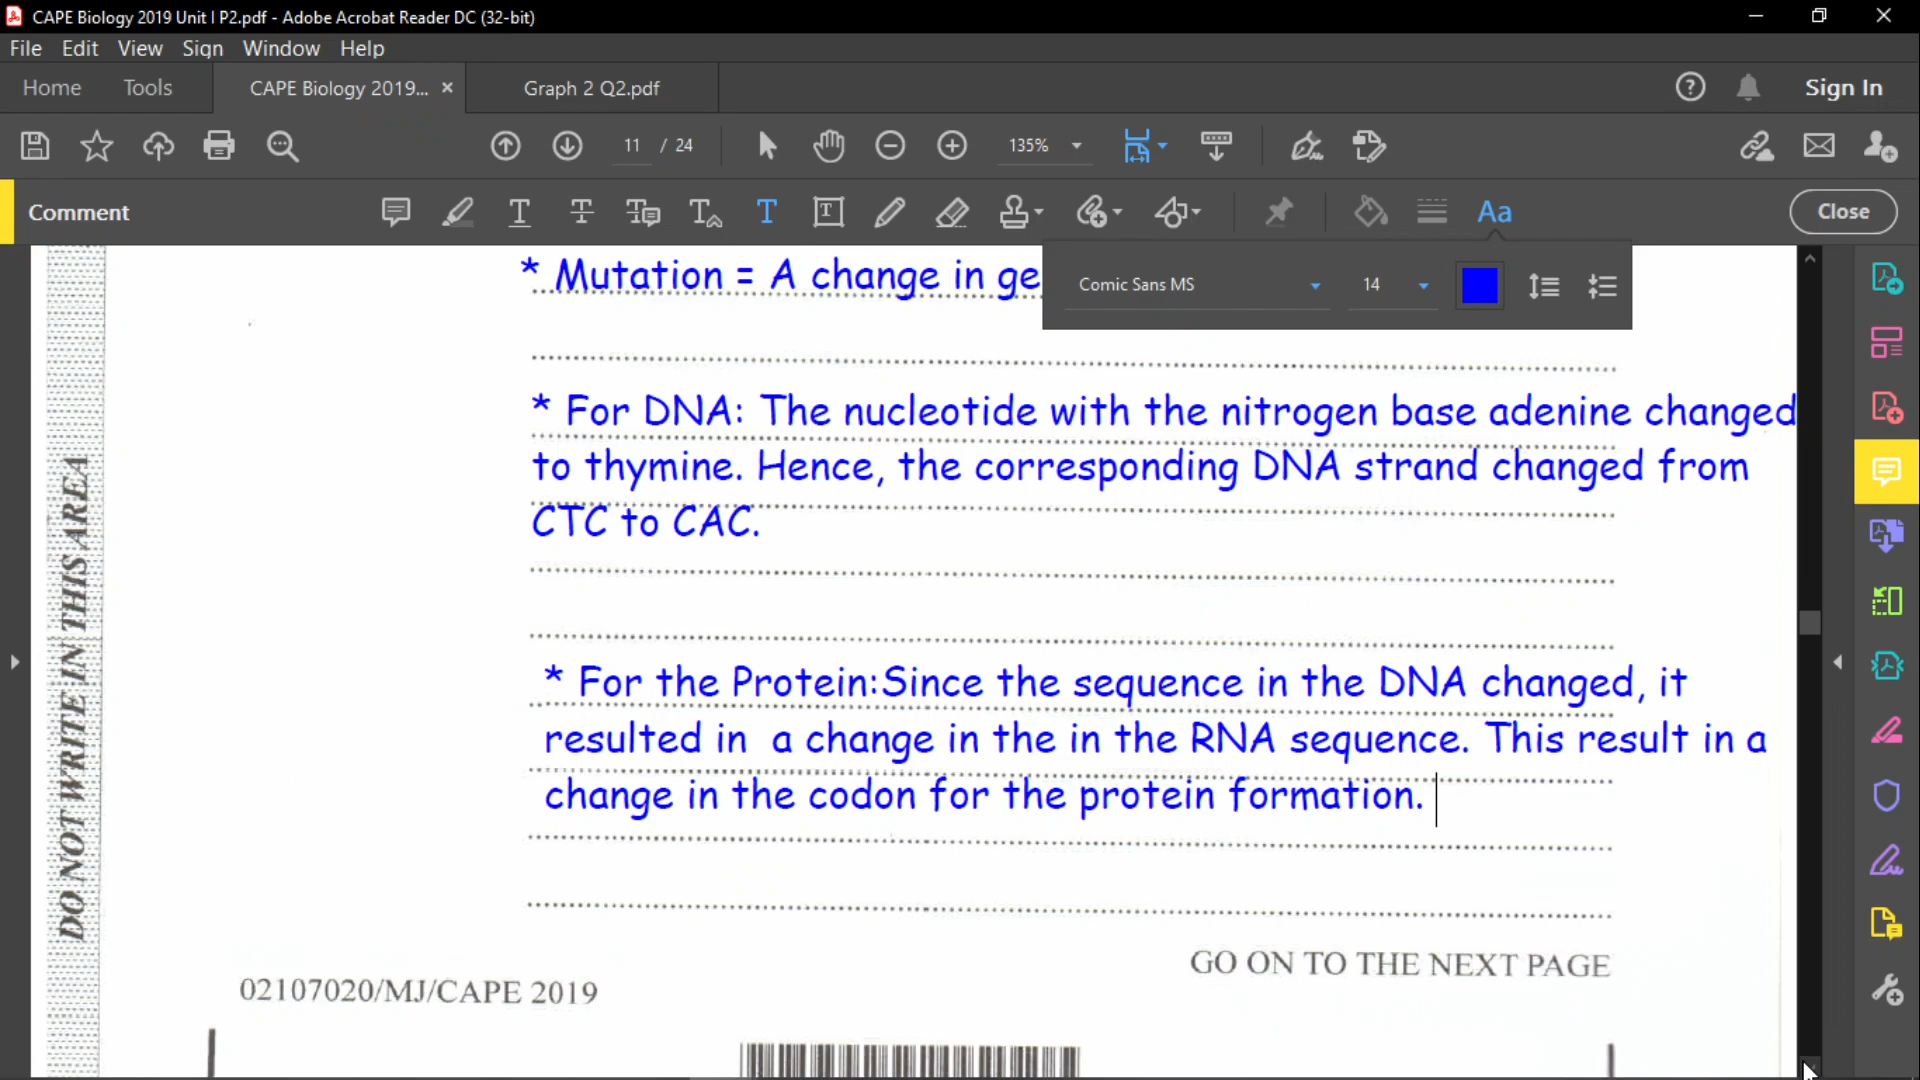 CAPE Biology 2019 Unit I P2.pdf - Adobe Acrobat Reader DC (32-bit)
File Edit View Sign Window Help
Home Tools CAPE Biology 2019... × Graph 2 Q2.pdf Sign In
11 / 24 135%
Comment Aa Close
Comic Sans MS 14
* Mutation = A change in ge
* For DNA: The nucleotide with the nitrogen base adenine changed
to thymine. Hence, the corresponding DNA strand changed from
CTC to CAC.
* For the Protein:Since the sequence in the DNA changed, it
resulted in a change in the in the RNA sequence. This result in a
change in the codon for the protein formation.
DO NOT WRITE IN THIS AREA
GO ON TO THE NEXT PAGE
02107020/MJ/CAPE 2019